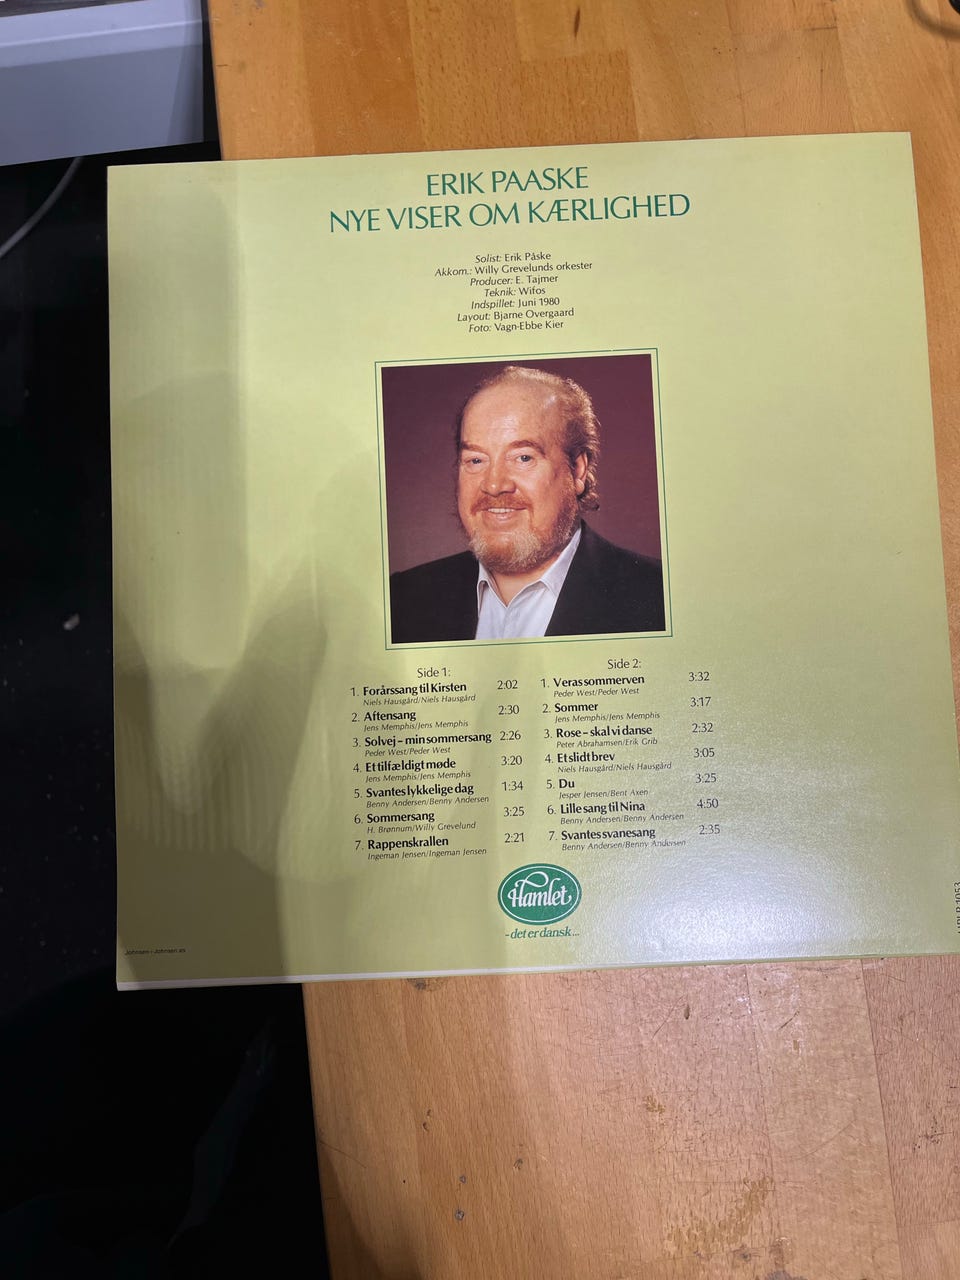 ERIK PAASKE
NYE VISER OM KÆRLIGHED
Solist: Erik Påske
Akkom.: Willy Grevelunds orkester
Producer: E. Tajmer
Teknik: Wifos
Indspillet: Juni 1980
Layout: Bjarne Overgaard
Foto: Vagn-Ebbe Kier
Side 1:
1. Forårssang til Kirsten 2:02
Niels Hausgård/Niels Hausgård
2. Aftensang 2:30
Jens Memphis/Jens Memphis
3. Solvej – min sommersang 2:26
Peder West/Peder West
4. Et tilfældigt møde 3:20
Jens Memphis/Jens Memphis
5. Svantes lykkelige dag 1:34
Benny Andersen/Benny Andersen
6. Sommersang 3:25
H. Brønnum/Willy Grevelund
7. Rappenskrallen 2:21
Ingeman Jensen/Ingeman Jensen
Side 2:
1. Veras sommerven 3:32
Peder West/Peder West
2. Sommer 3:17
Jens Memphis/Jens Memphis
3. Rose – skal vi danse 2:32
Peter Abrahamsen/Erik Grib
4. Et slidt brev 3:05
Niels Hausgård/Niels Hausgård
5. Du 3:25
Jesper Jensen/Bent Axen
6. Lille sang til Nina 4:50
Benny Andersen/Benny Andersen
7. Svantes svanesang 2:35
Benny Andersen/Benny Andersen
Hamlet
- det er dansk...
Johnsen + Johnsen as